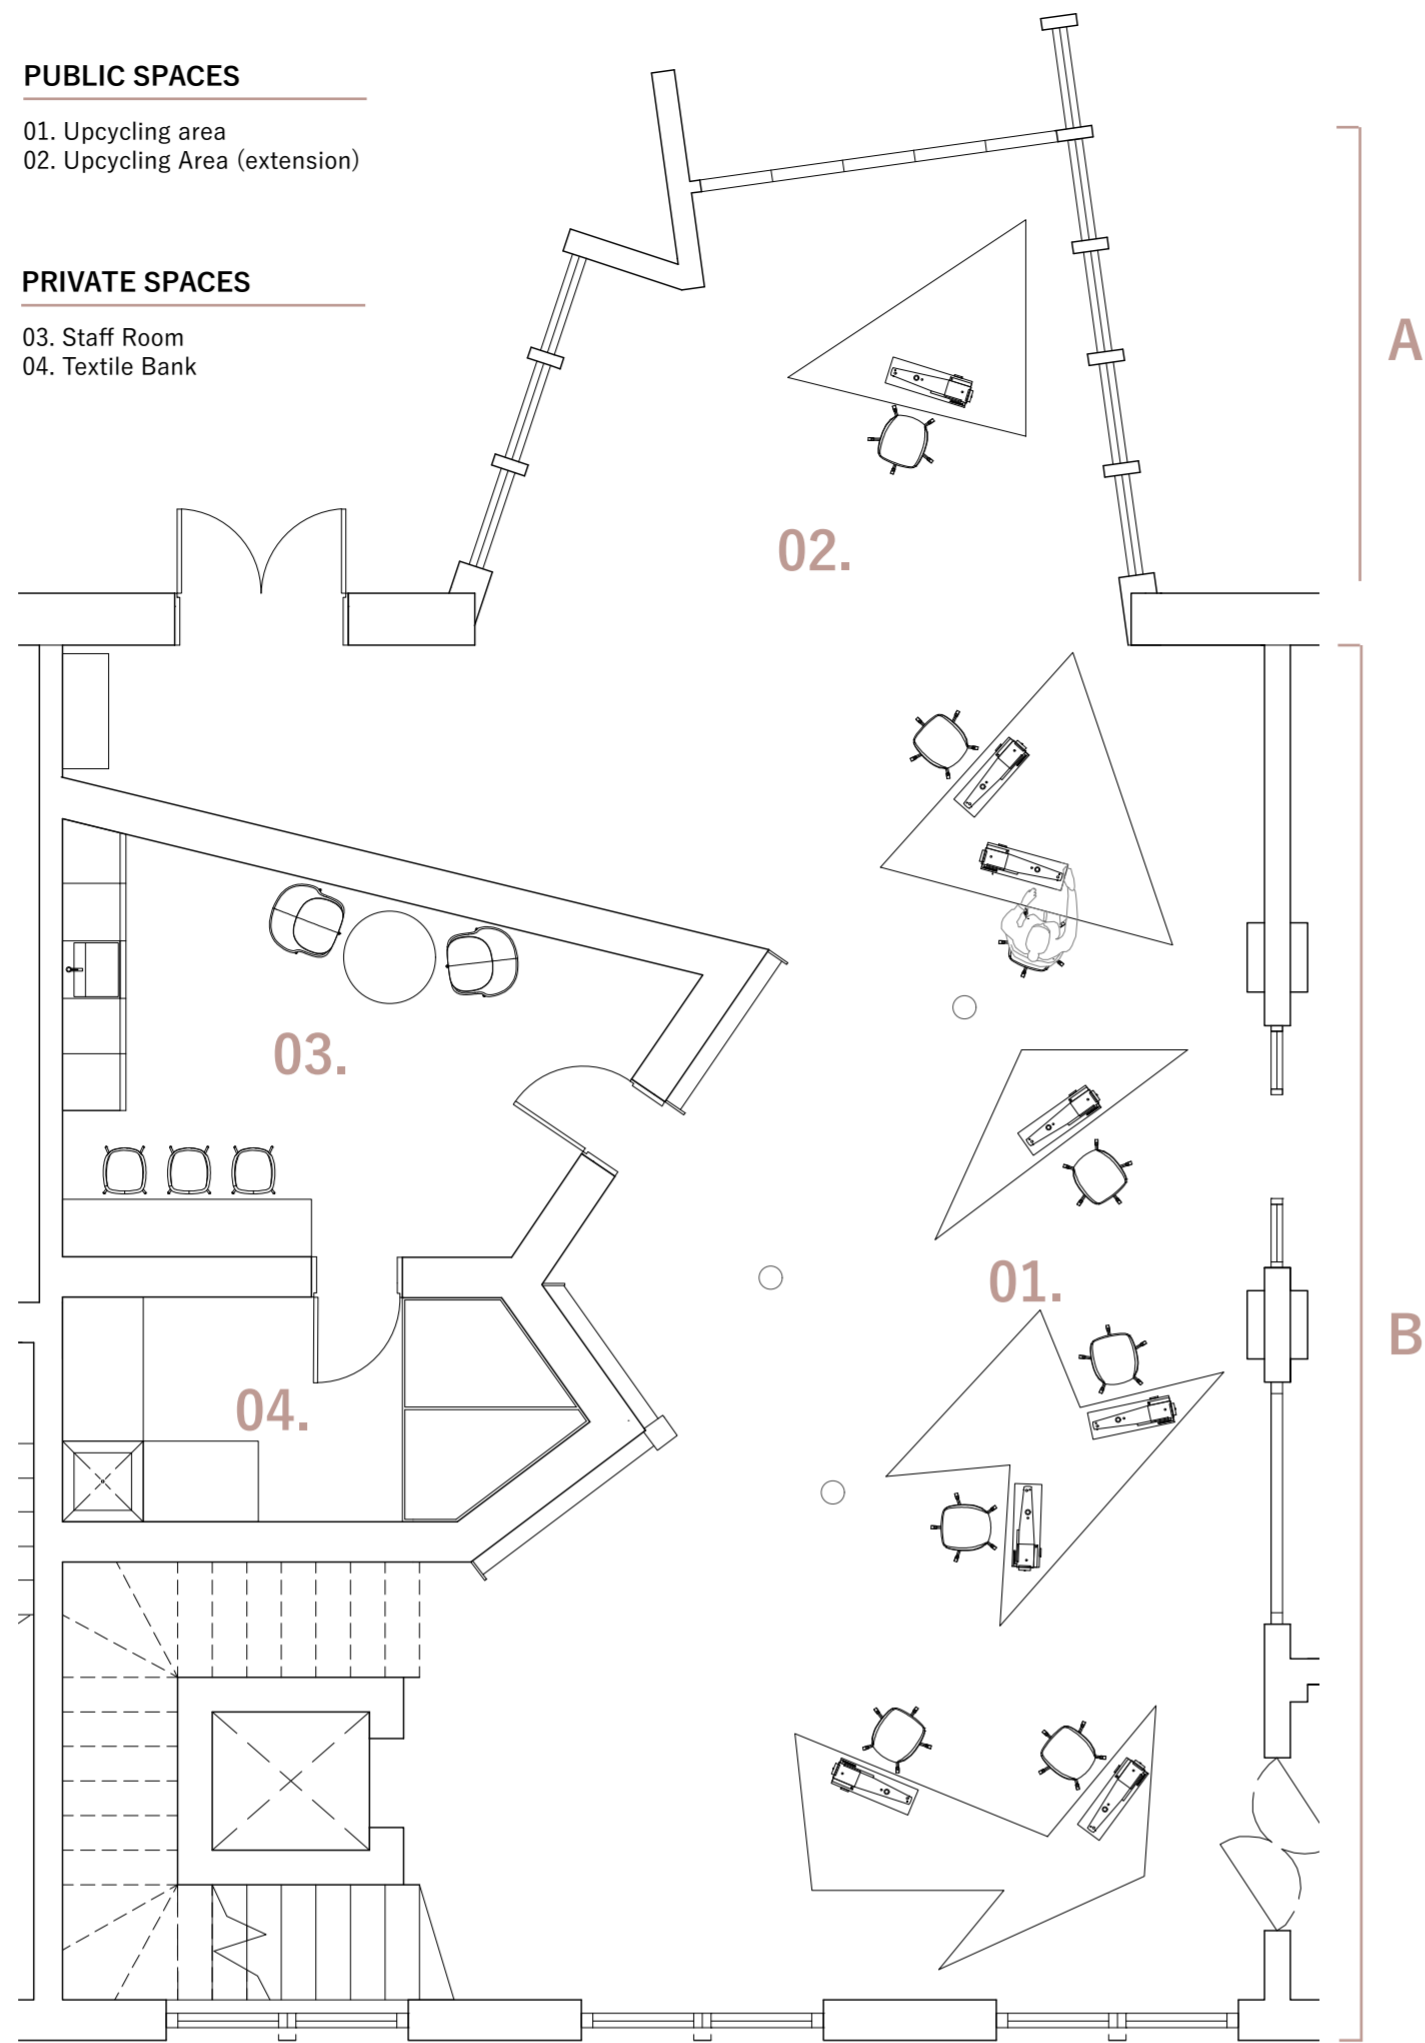 PUBLIC SPACES
01. Upcycling area
02. Upcycling Area (extension)
PRIVATE SPACES
03. Staff Room
04. Textile Bank
A
02.
03.
01.
B
04.